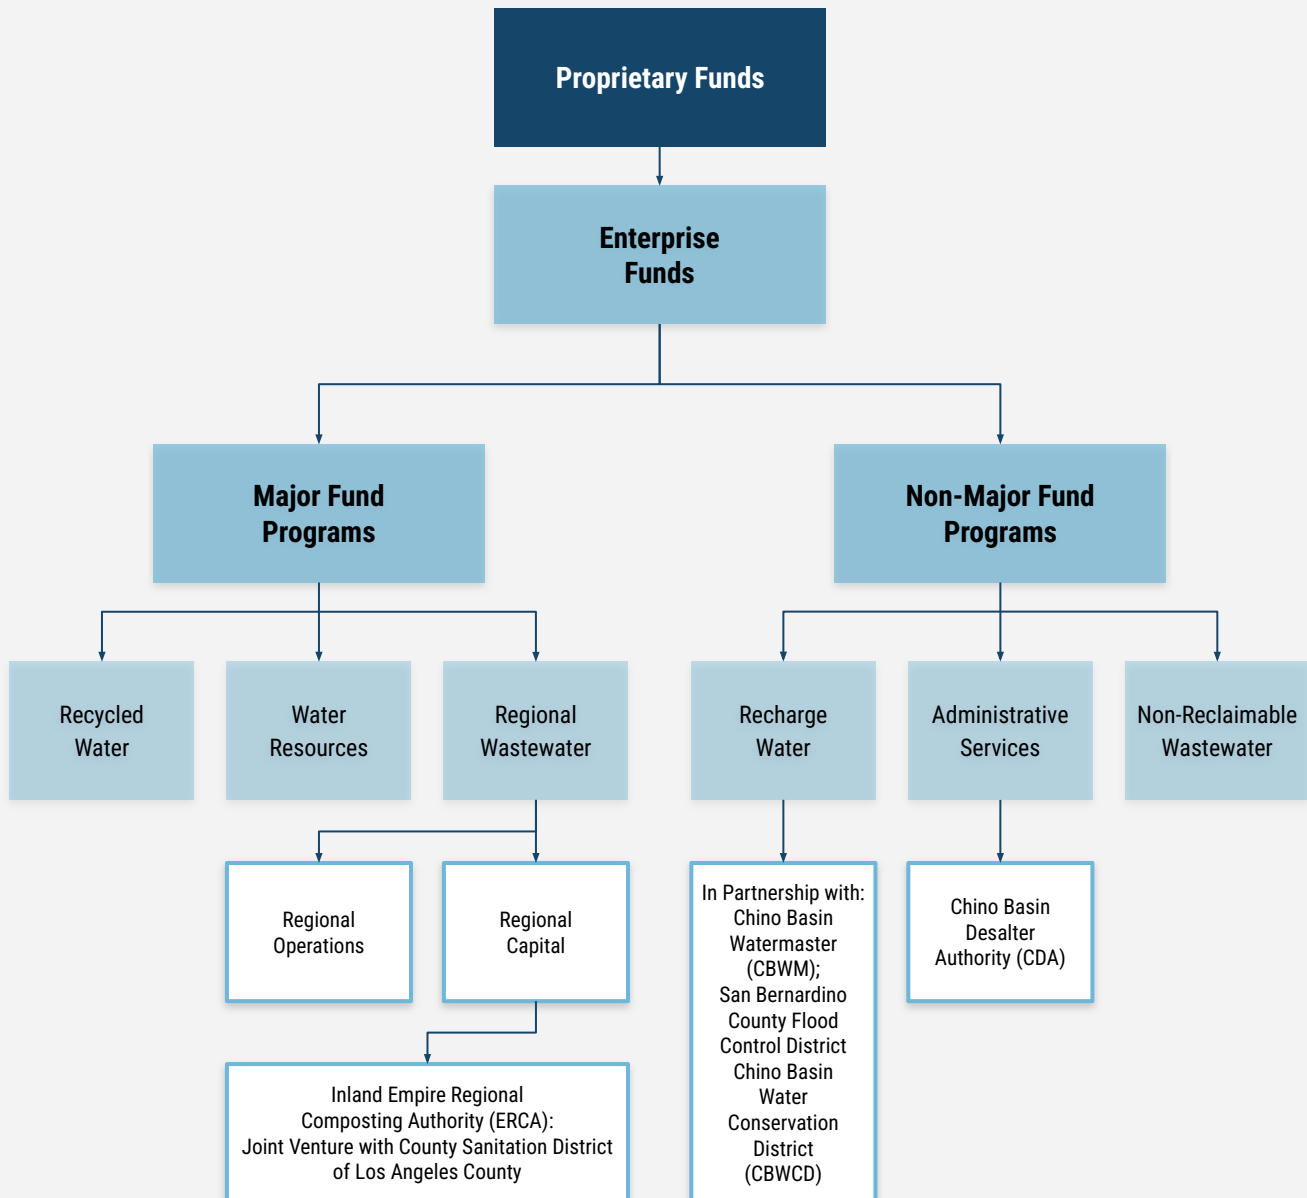 Proprietary Funds
Enterprise
Funds
Major Fund
Programs
Non-Major Fund
Programs
Recycled
Water
Water
Resources
Regional
Wastewater
Recharge
Water
Administrative
Services
Non-Reclaimable
Wastewater
Regional
Operations
Regional
Capital
In Partnership with:
Chino Basin
Watermaster
(CBWM);
San Bernardino
County Flood
Control District
Chino Basin
Water
Conservation
District
(CBWCD)
Chino Basin
Desalter
Authority (CDA)
Inland Empire Regional
Composting Authority (ERCA):
Joint Venture with County Sanitation District
of Los Angeles County